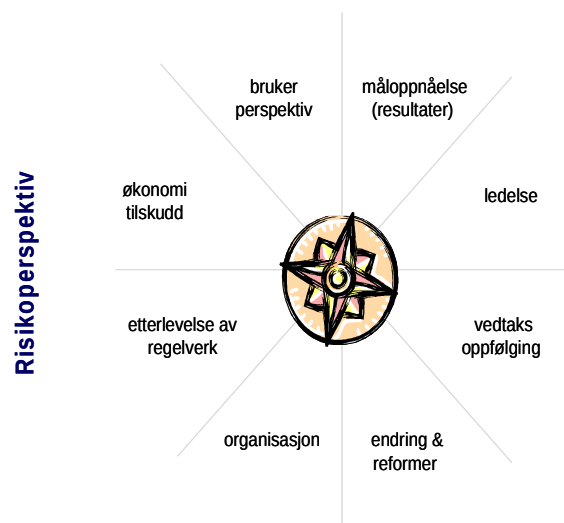 Risikoperspektiv
bruker
perspektiv
måloppnåelse
(resultater)
økonomi
tilskudd
ledelse
etterlevelse av
regelverk
vedtaks
oppfølging
organisasjon
endring &
reformer